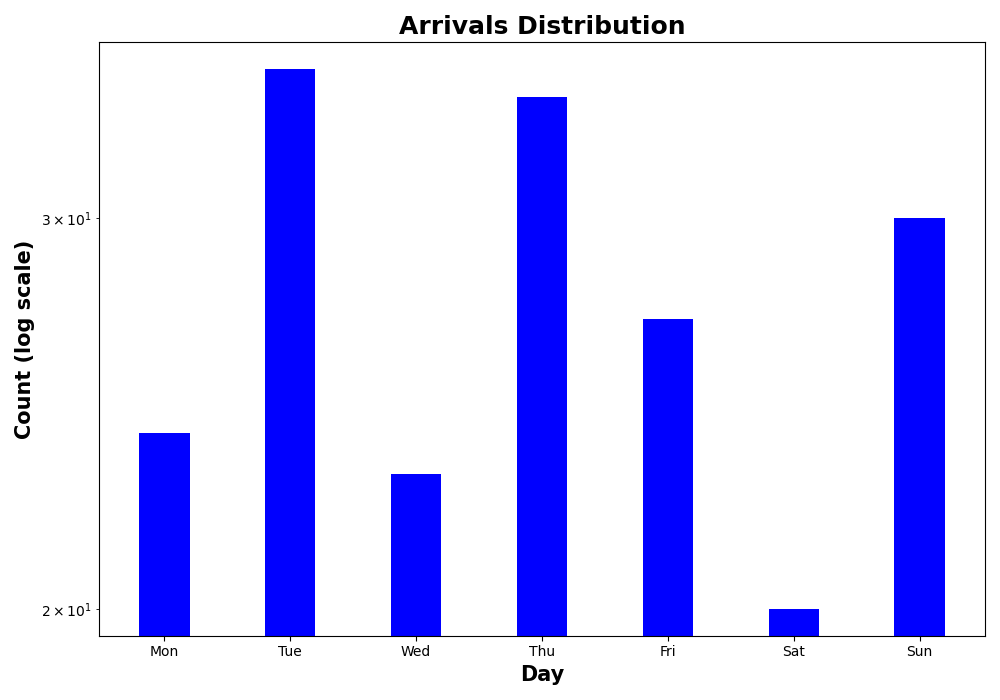 Arrivals Distribution
Count (log scale)
3 × 10¹
2 × 10¹
Mon Tue Wed Thu Fri Sat Sun
Day